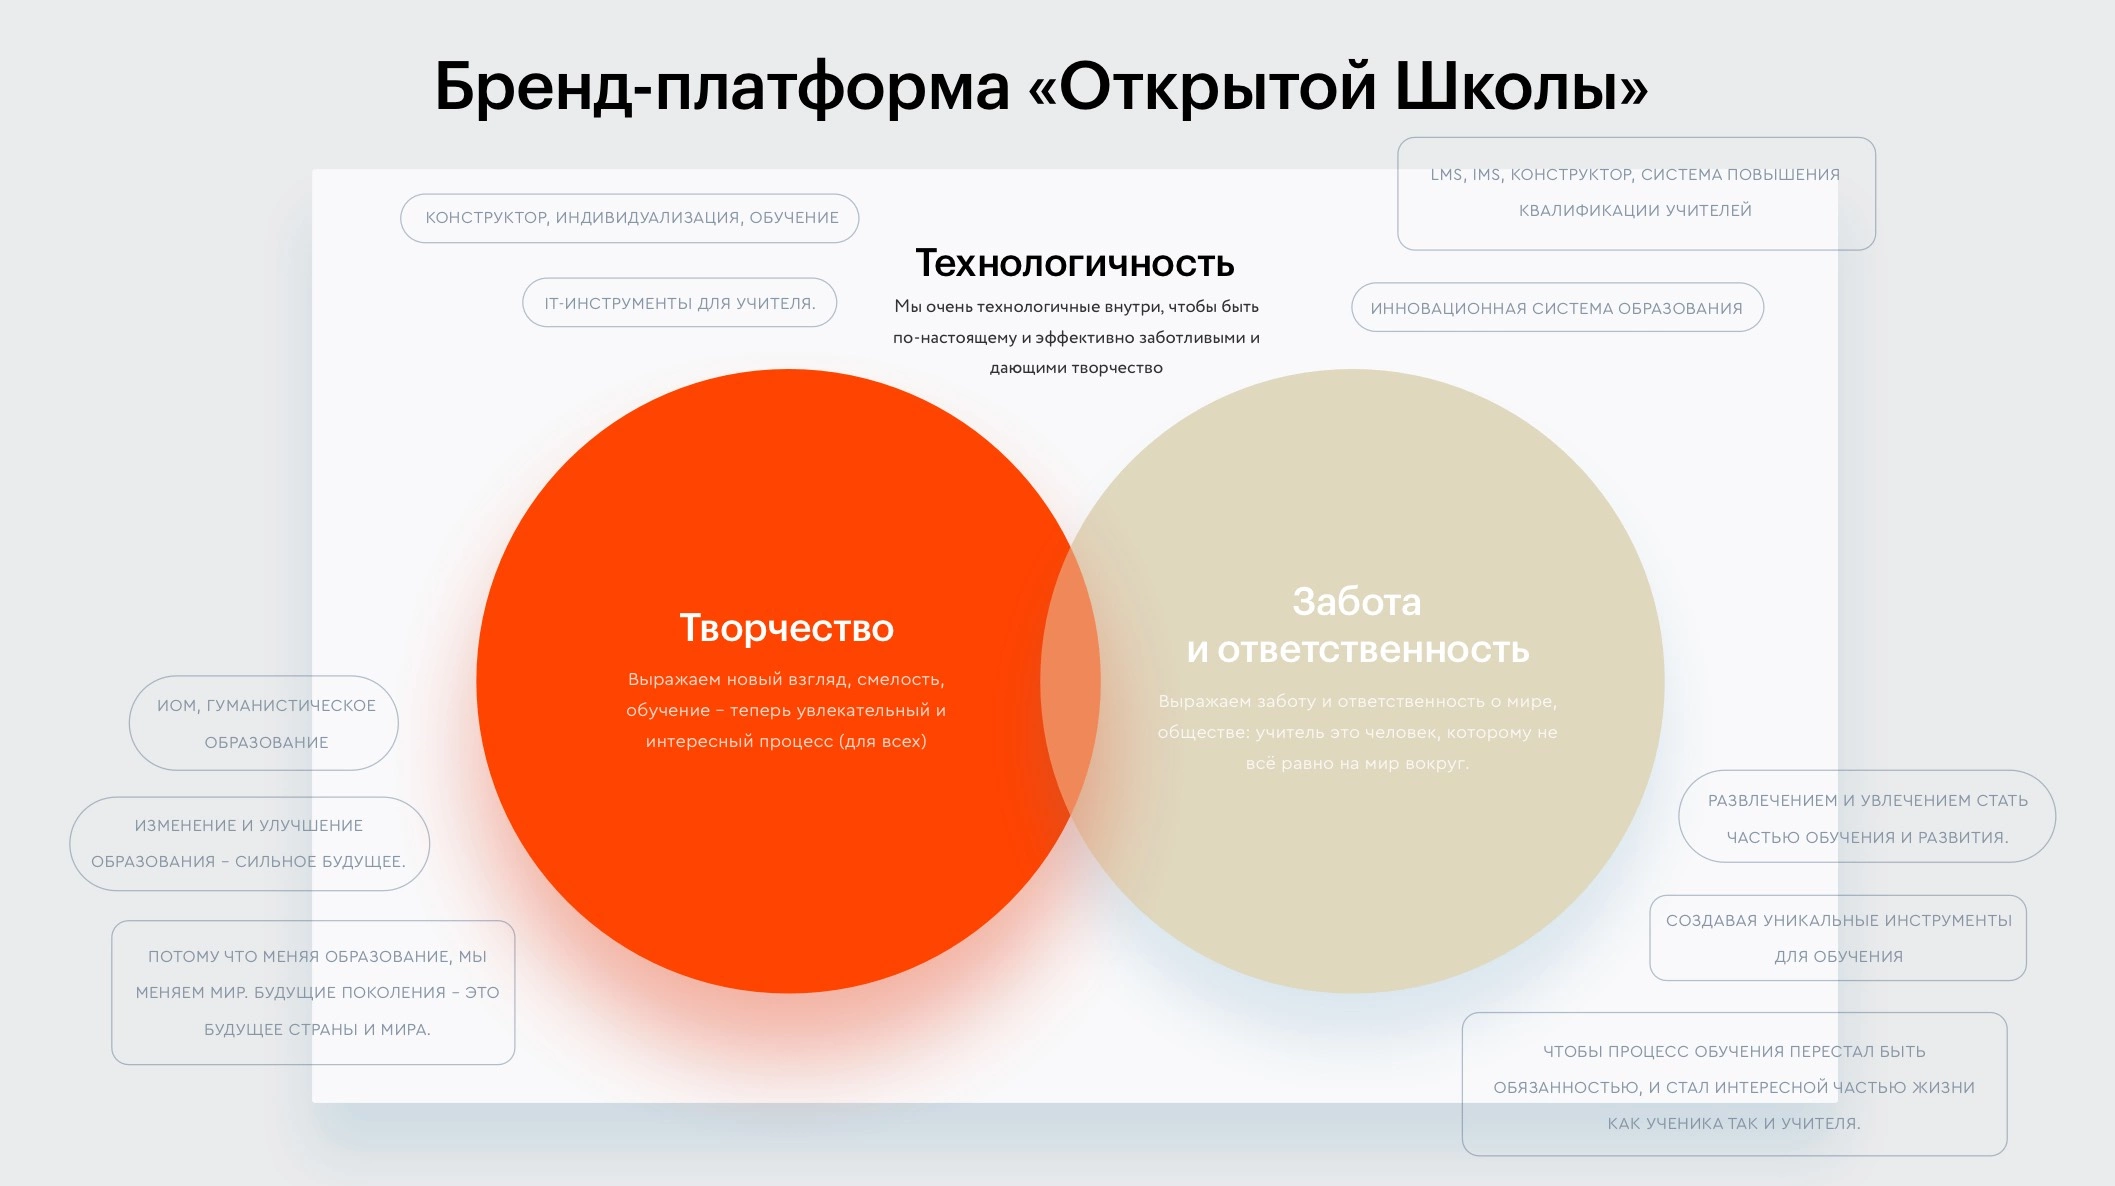 Бренд-платформа «Открытой Школы»
LMS, IMS, КОНСТРУКТОР, СИСТЕМА ПОВЫШЕНИЯ
КВАЛИФИКАЦИИ УЧИТЕЛЕЙ
КОНСТРУКТОР, ИНДИВИДУАЛИЗАЦИЯ, ОБУЧЕНИЕ
IT-ИНСТРУМЕНТЫ ДЛЯ УЧИТЕЛЯ.
Технологичность
Мы очень технологичные внутри, чтобы быть
по-настоящему и эффективно заботливыми и
дающими творчество
ИННОВАЦИОННАЯ СИСТЕМА ОБРАЗОВАНИЯ
Творчество
Выражаем новый взгляд, смелость,
обучение – теперь увлекательный и
интересный процесс (для всех)
Забота
и ответственность
Выражаем заботу и ответственность о мире,
обществе: учитель это человек, которому не
всё равно на мир вокруг.
ИОМ, ГУМАНИСТИЧЕСКОЕ
ОБРАЗОВАНИЕ
ИЗМЕНЕНИЕ И УЛУЧШЕНИЕ
ОБРАЗОВАНИЯ – СИЛЬНОЕ БУДУЩЕЕ.
ПОТОМУ ЧТО МЕНЯЯ ОБРАЗОВАНИЕ, МЫ
МЕНЯЕМ МИР. БУДУЩИЕ ПОКОЛЕНИЯ – ЭТО
БУДУЩЕЕ СТРАНЫ И МИРА.
РАЗВЛЕЧЕНИЕМ И УВЛЕЧЕНИЕМ СТАТЬ
ЧАСТЬЮ ОБУЧЕНИЯ И РАЗВИТИЯ.
СОЗДАВАЯ УНИКАЛЬНЫЕ ИНСТРУМЕНТЫ
ДЛЯ ОБУЧЕНИЯ
ЧТОБЫ ПРОЦЕСС ОБУЧЕНИЯ ПЕРЕСТАЛ БЫТЬ
ОБЯЗАННОСТЬЮ, И СТАЛ ИНТЕРЕСНОЙ ЧАСТЬЮ ЖИЗНИ
КАК УЧЕНИКА ТАК И УЧИТЕЛЯ.